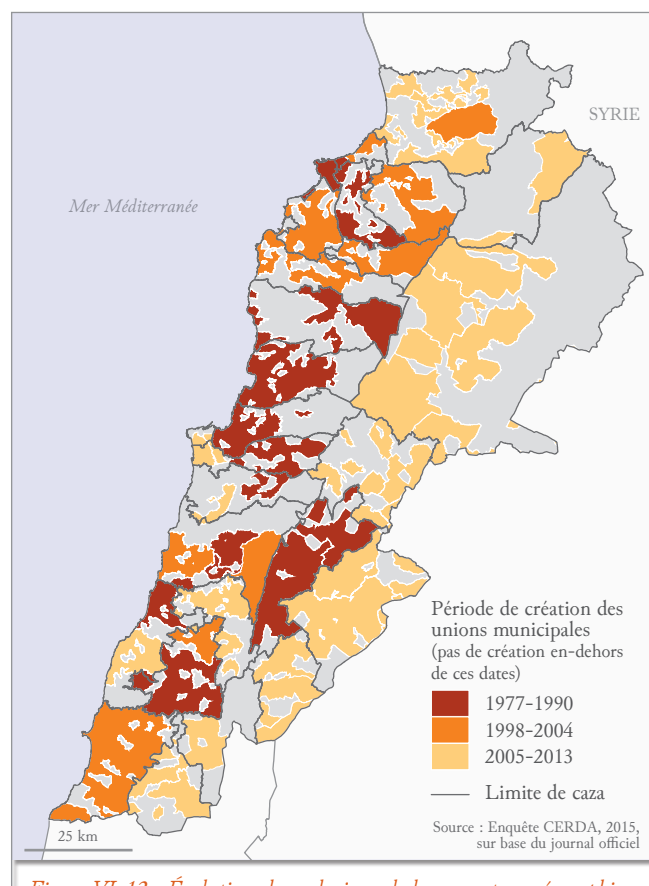 SYRIE
Mer Méditerranée
Période de création des
unions municipales
(pas de création en-dehors
de ces dates)
1977-1990
1998-2004
2005-2013
Limite de caza
25 km
Source : Enquête CERDA, 2015,
sur base du journal officiel